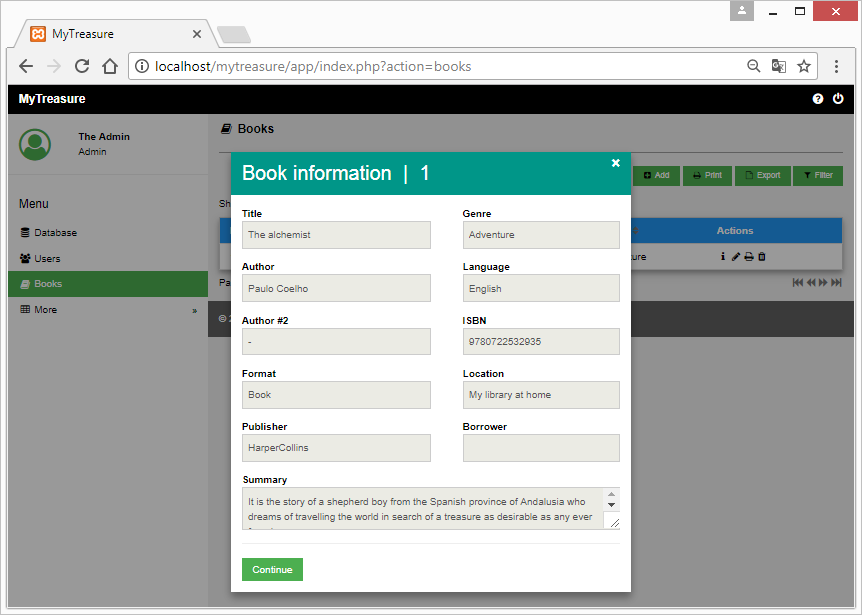 MyTreasure
localhost/mytreasure/app/index.php?action=books
MyTreasure
The Admin
Admin
Menu
Database
Users
Books
More »
Books
Add Print Export Filter
Sh
Actions
ure
Pa
©
Book information | 1
Title
The alchemist
Genre
Adventure
Author
Paulo Coelho
Language
English
Author #2
-
ISBN
9780722532935
Format
Book
Location
My library at home
Publisher
HarperCollins
Borrower
Summary
It is the story of a shepherd boy from the Spanish province of Andalusia who
dreams of travelling the world in search of a treasure as desirable as any ever
Continue